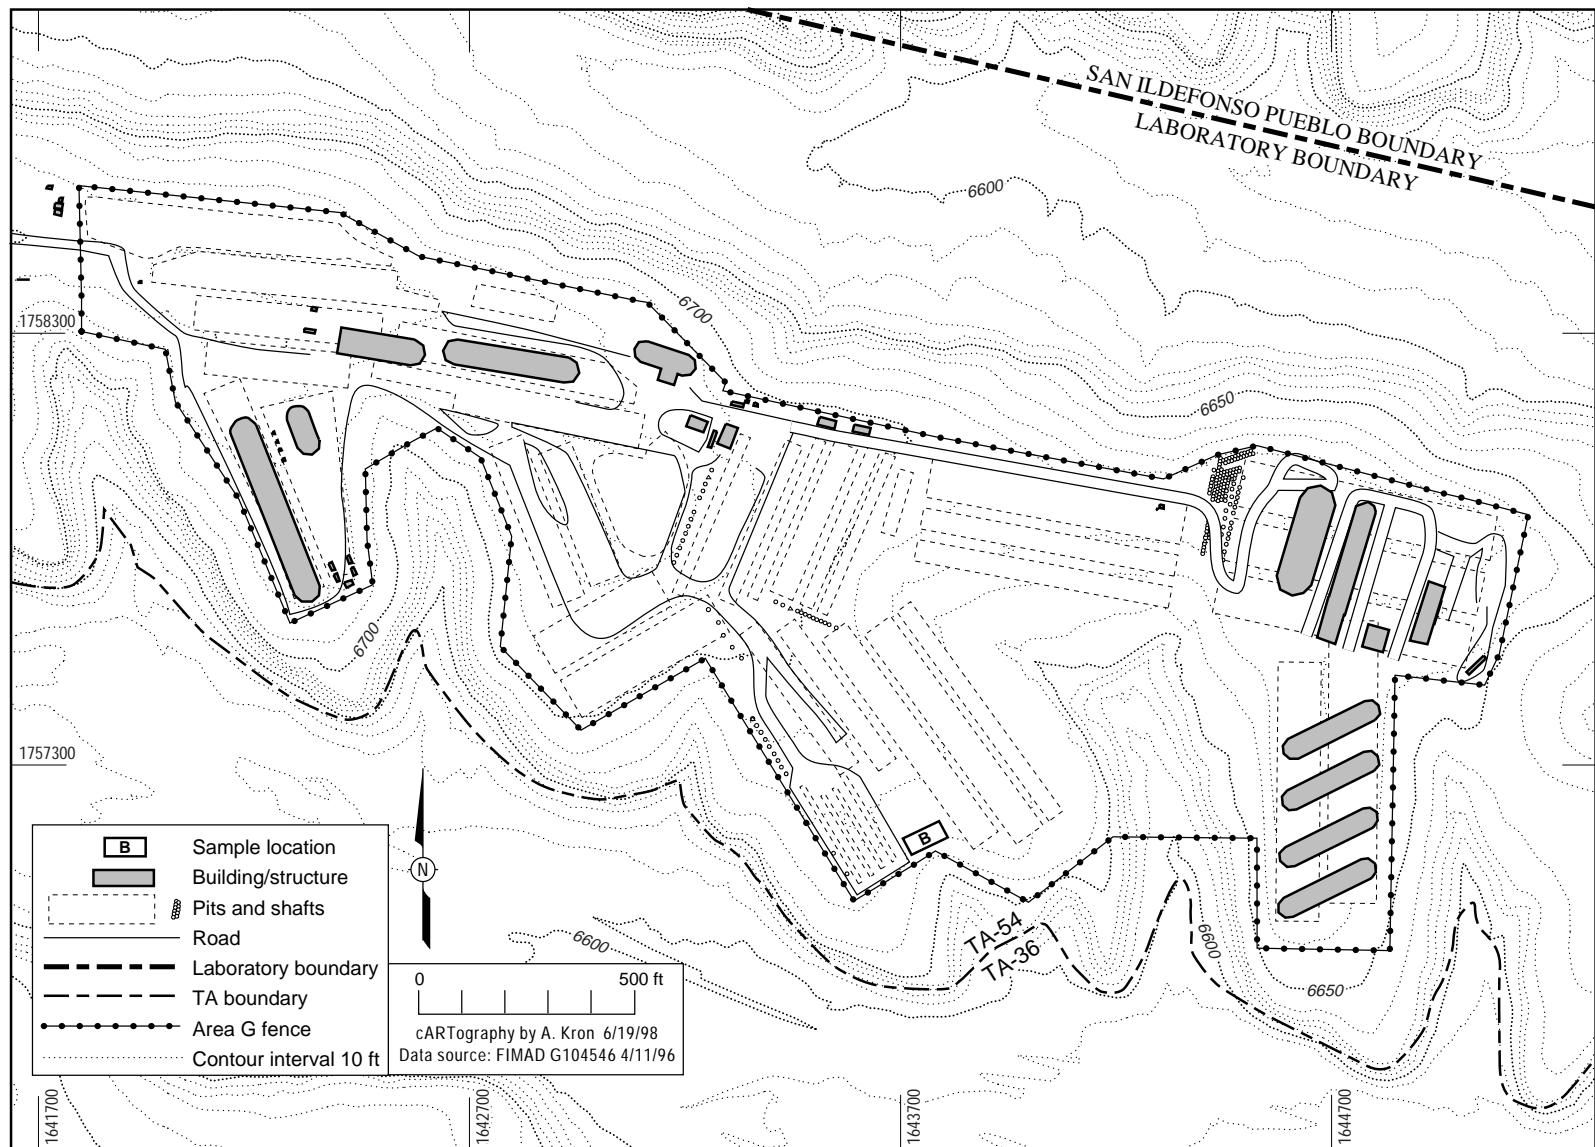 SAN ILDEFONSO PUEBLO BOUNDARY
LABORATORY BOUNDARY
6600
6700
1758300
6650
6700
1757300
B
B Sample location
Building/structure
Pits and shafts
Road
Laboratory boundary
TA boundary
Area G fence
Contour interval 10 ft
N
6600
TA-54
TA-36
6600
6650
0 500 ft
cARTography by A. Kron 6/19/98
Data source: FIMAD G104546 4/11/96
1641700
1642700
1643700
1644700